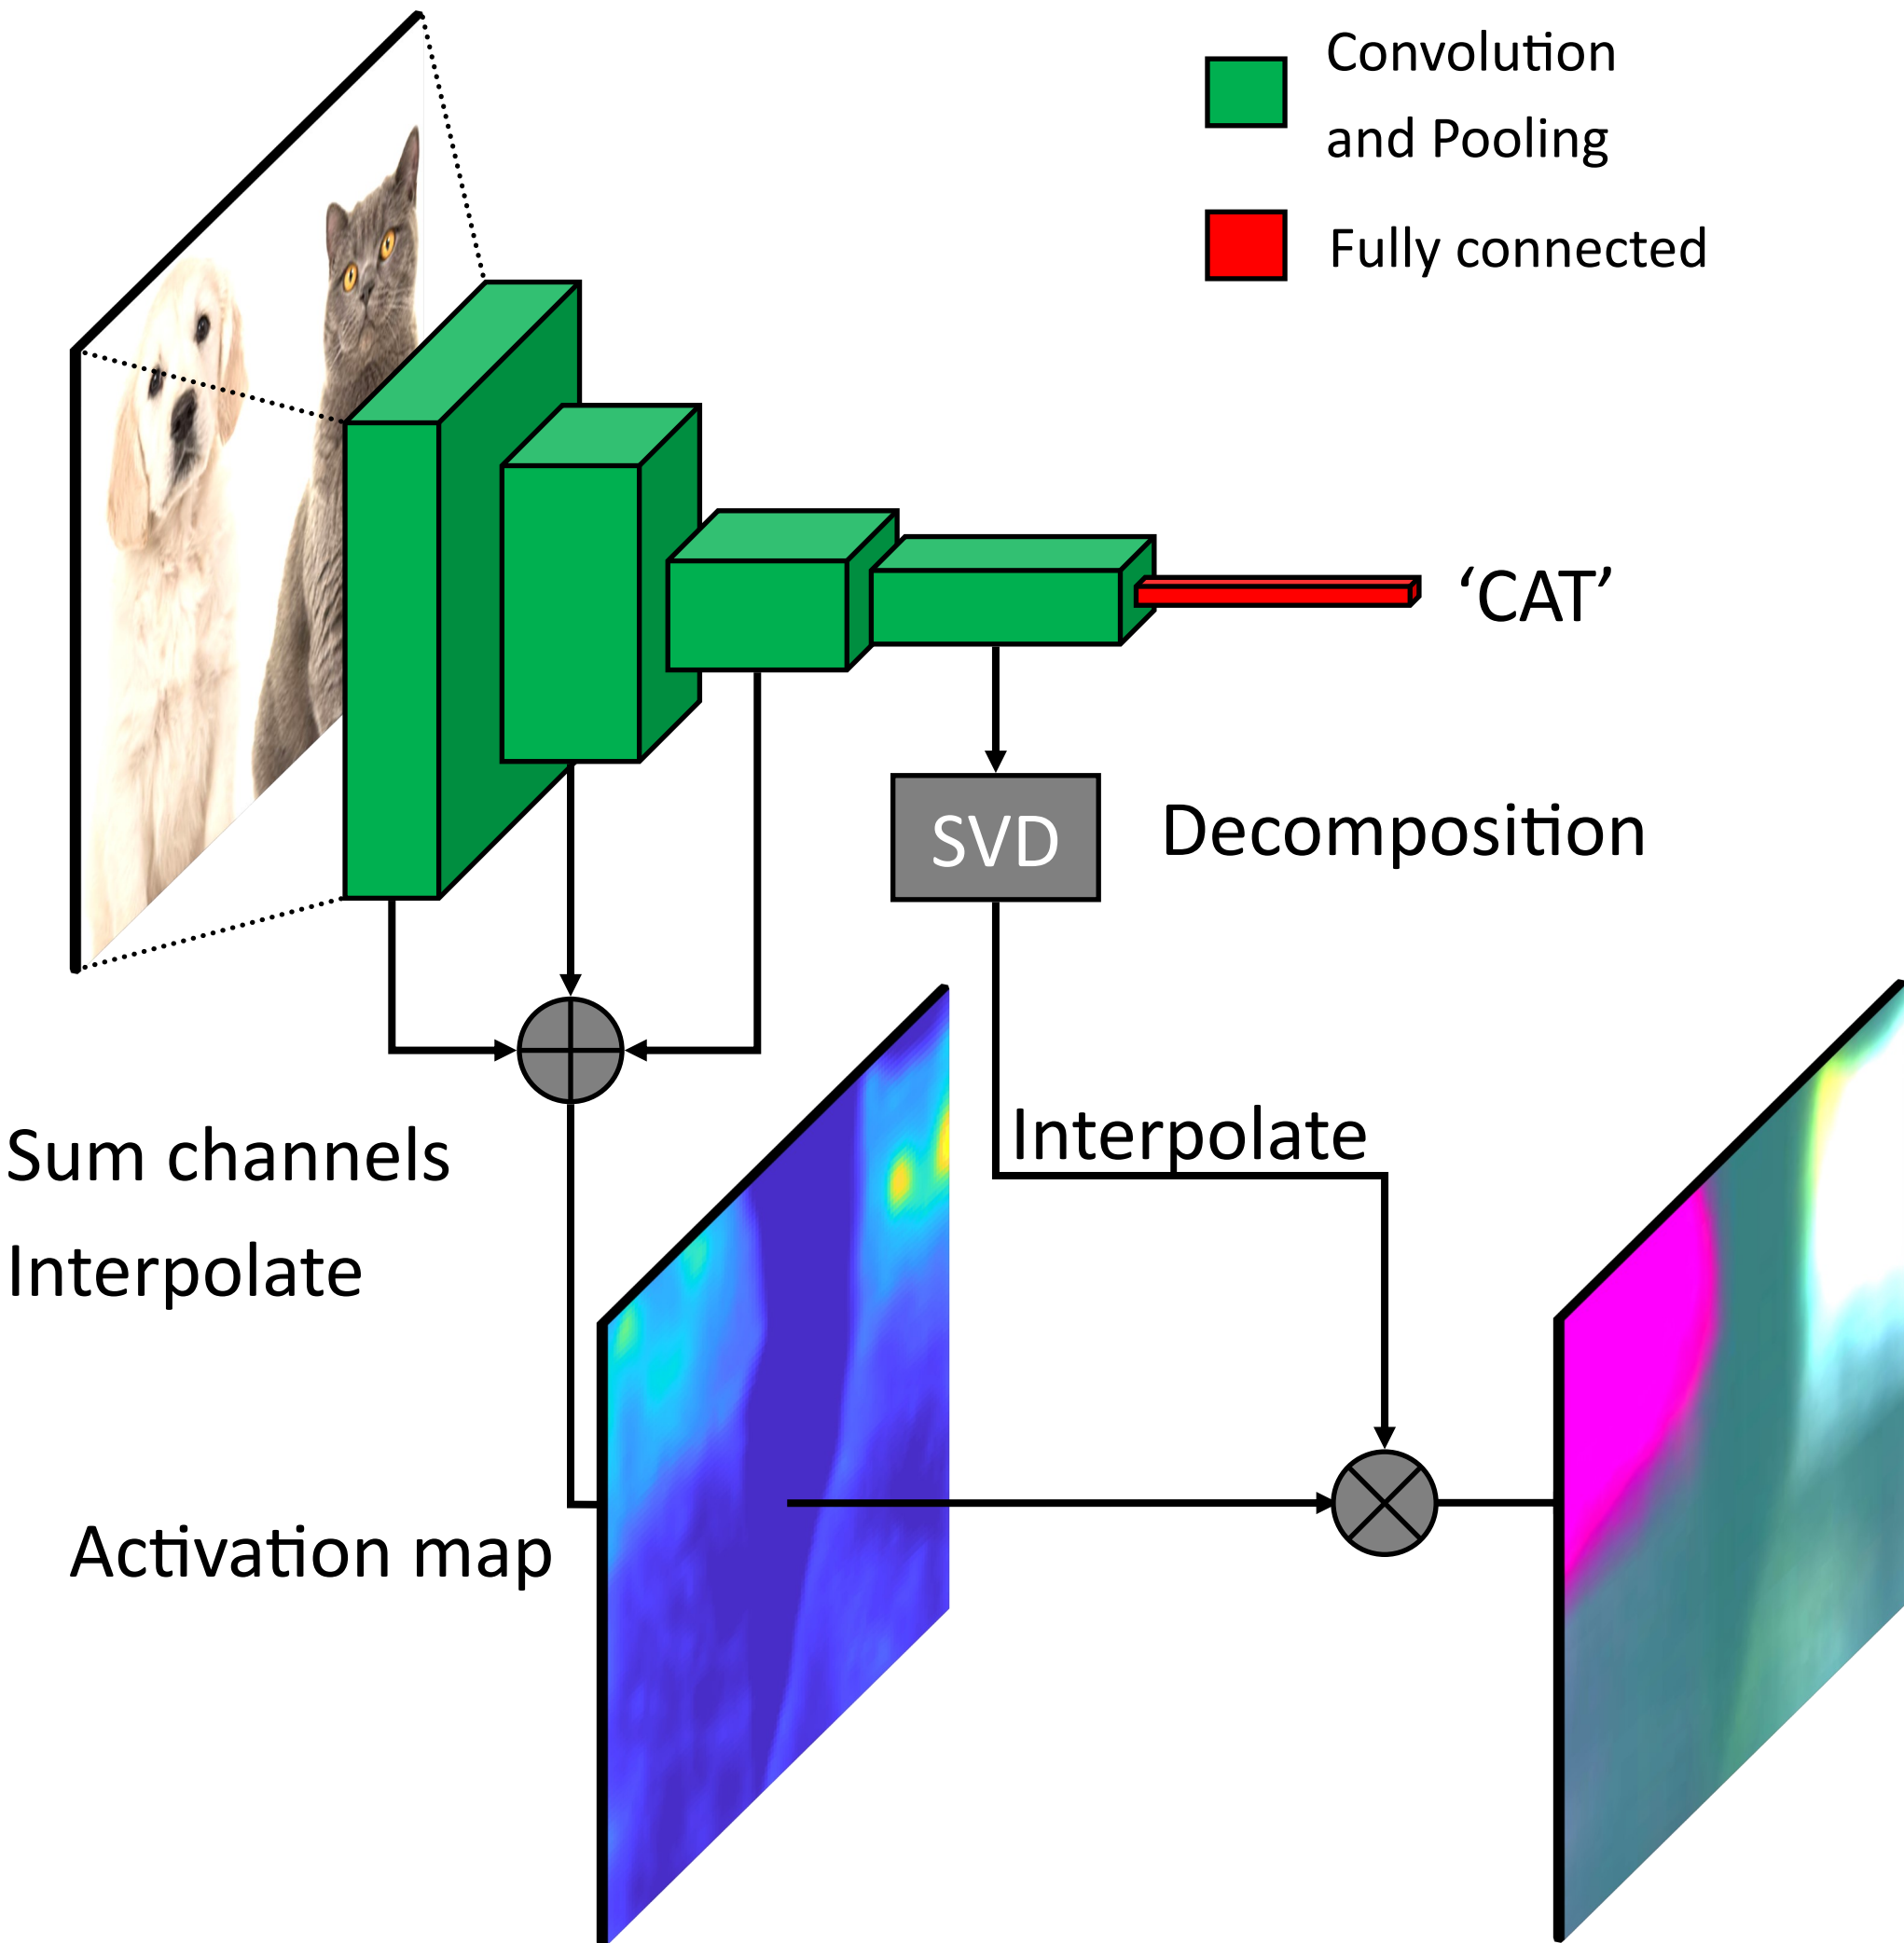 Convolution
and Pooling
Fully connected
‘CAT’
SVD
Decomposition
Sum channels
Interpolate
Interpolate
Activation map